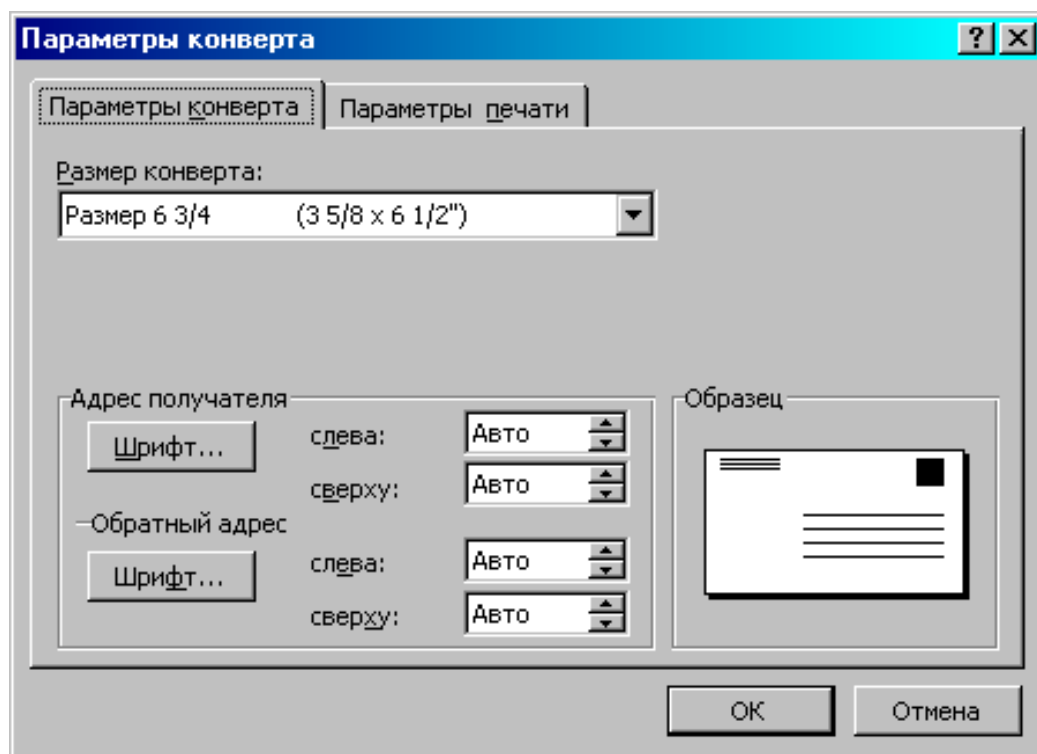 Параметры конверта
Параметры конверта Параметры печати
Размер конверта:
Размер 6 3/4 (3 5/8 x 6 1/2")
Адрес получателя
Шрифт... слева: Авто
сверху: Авто
Обратный адрес
Шрифт... слева: Авто
сверху: Авто
Образец
ОК Отмена